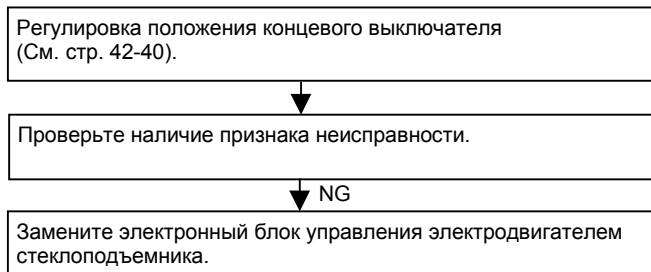 Регулировка положения концевого выключателя
(См. стр. 42-40).
Проверьте наличие признака неисправности.
NG
Замените электронный блок управления электродвигателем
стеклоподъемника.